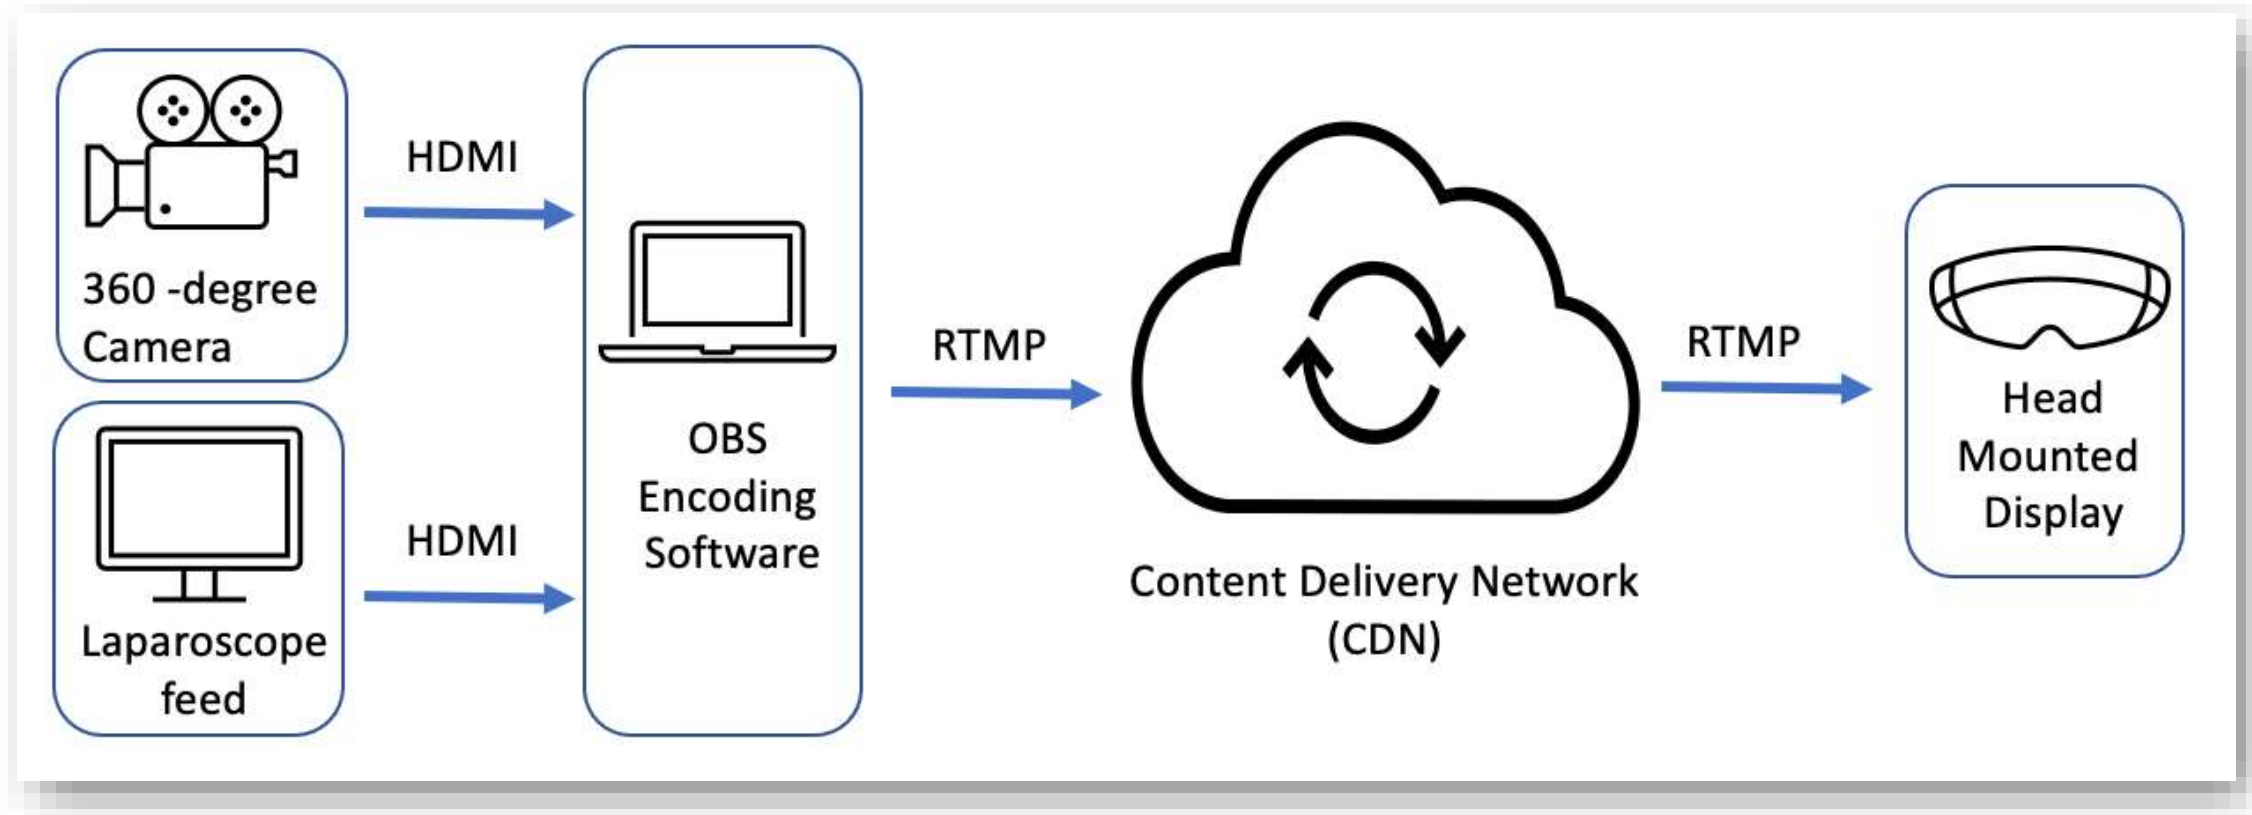 360 -degree
Camera
HDMI
Laparoscope
feed
HDMI
OBS
Encoding
Software
RTMP
Content Delivery Network
(CDN)
RTMP
Head
Mounted
Display